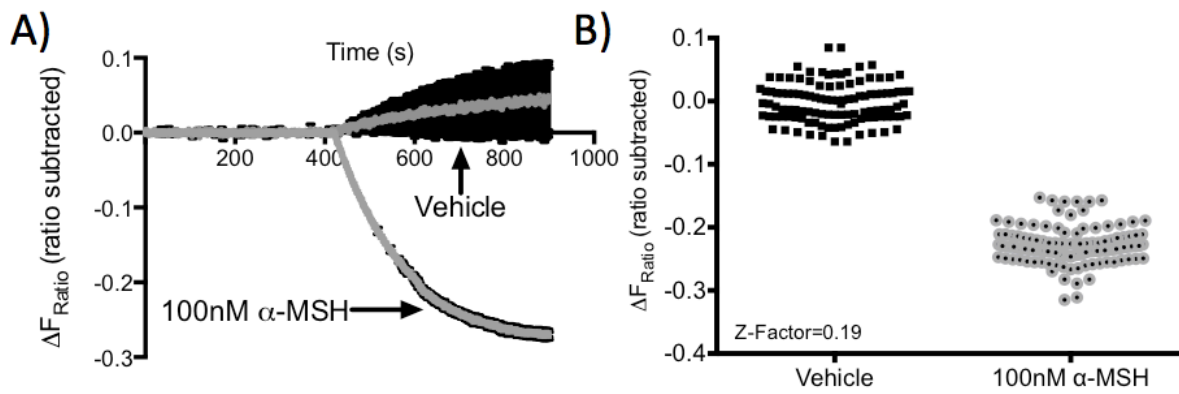 A)
Time (s)
0.1
0.0
-0.1
-0.2
-0.3
200
400
600
800
1000
ΔFRatio (ratio subtracted)
Vehicle
100nM α-MSH
B)
0.1
0.0
-0.1
-0.2
-0.3
-0.4
ΔFRatio (ratio subtracted)
Z-Factor=0.19
Vehicle
100nM α-MSH